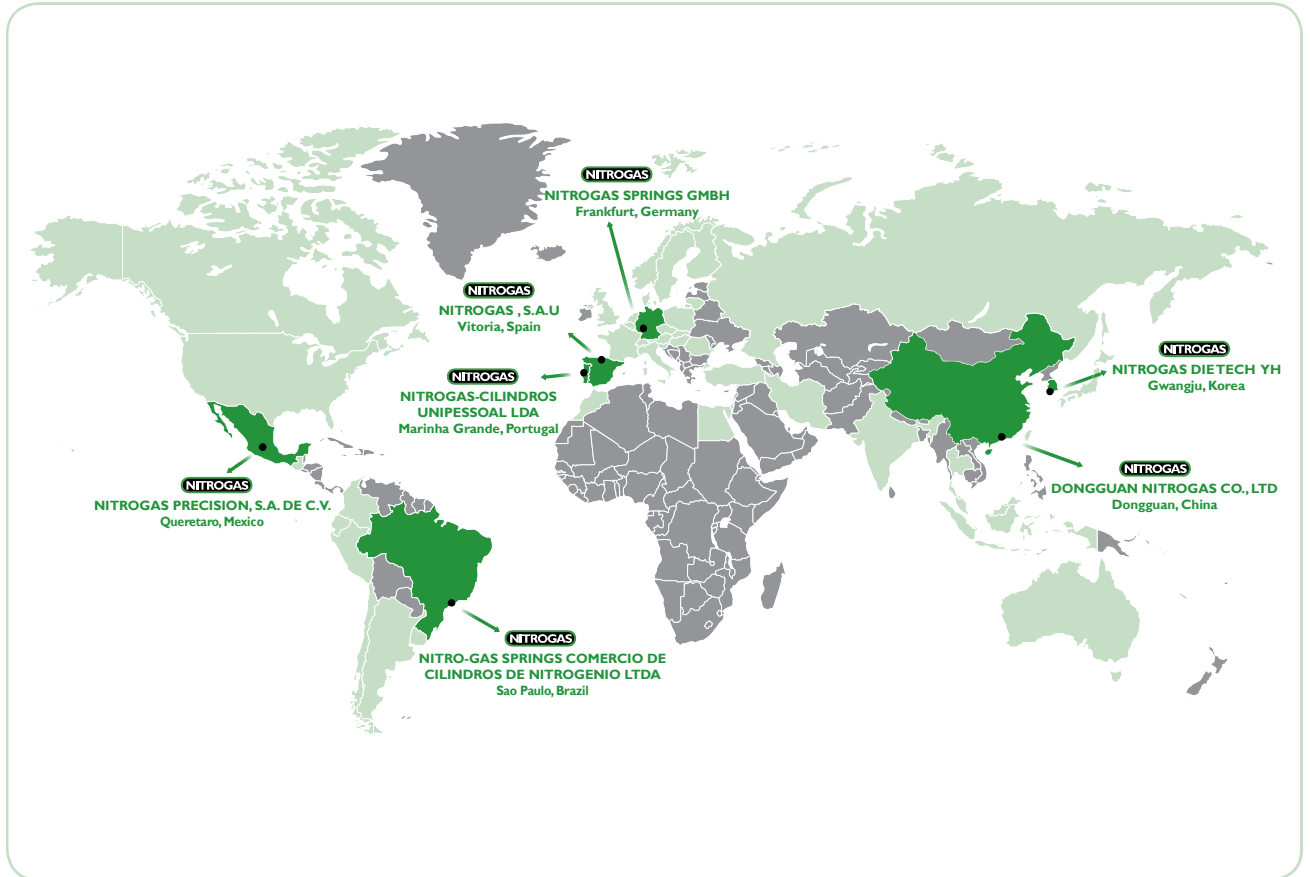 NITROGAS
NITROGAS SPRINGS GMBH
Frankfurt, Germany
NITROGAS
NITROGAS , S.A.U
Vitoria, Spain
NITROGAS
NITROGAS-CILINDROS
UNIPESSOAL LDA
Marinha Grande, Portugal
NITROGAS
NITROGAS DIETECH YH
Gwangju, Korea
NITROGAS
DONGGUAN NITROGAS CO., LTD
Dongguan, China
NITROGAS
NITROGAS PRECISION, S.A. DE C.V.
Queretaro, Mexico
NITROGAS
NITRO-GAS SPRINGS COMERCIO DE
CILINDROS DE NITROGENIO LTDA
Sao Paulo, Brazil